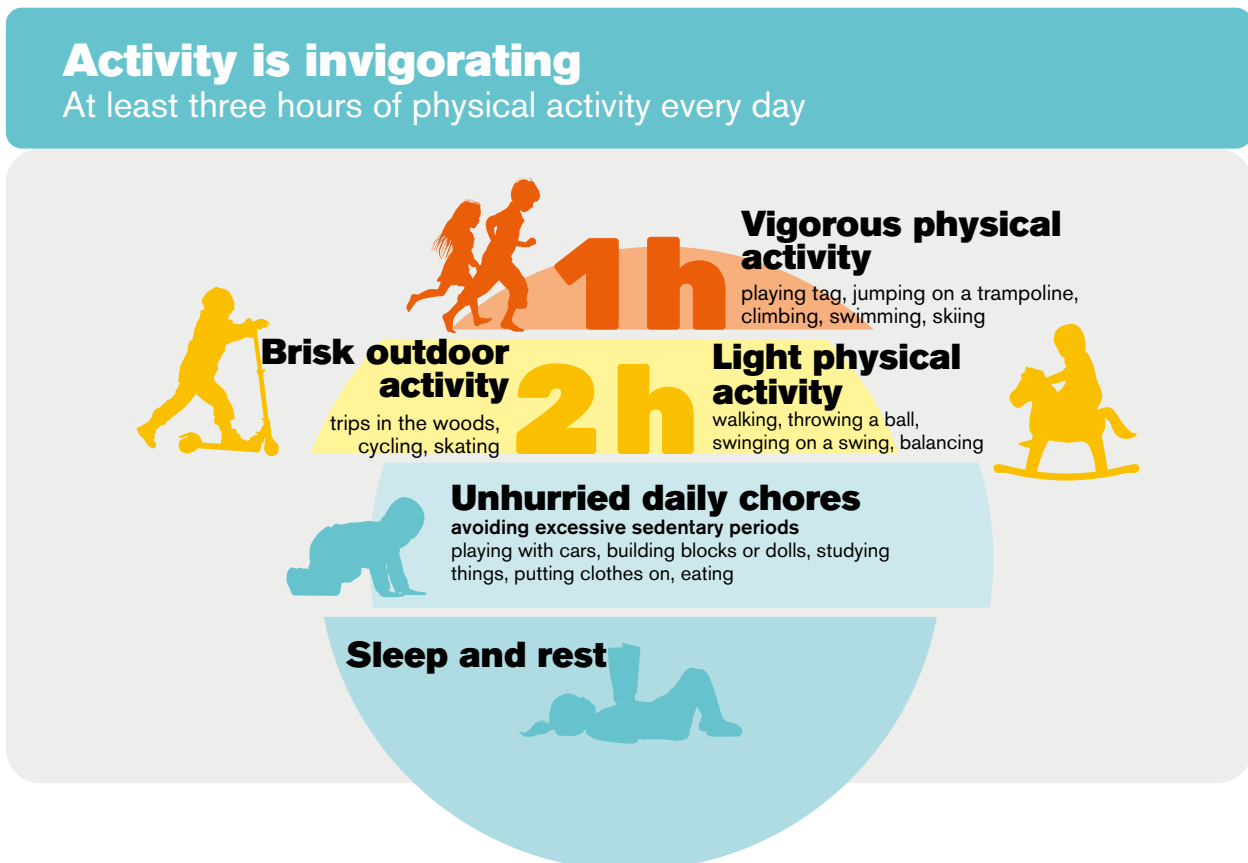 Activity is invigorating
At least three hours of physical activity every day
1 h
Vigorous physical
activity
playing tag, jumping on a trampoline,
climbing, swimming, skiing
Brisk outdoor
activity
trips in the woods,
cycling, skating
2 h
Light physical
activity
walking, throwing a ball,
swinging on a swing, balancing
Unhurried daily chores
avoiding excessive sedentary periods
playing with cars, building blocks or dolls, studying
things, putting clothes on, eating
Sleep and rest